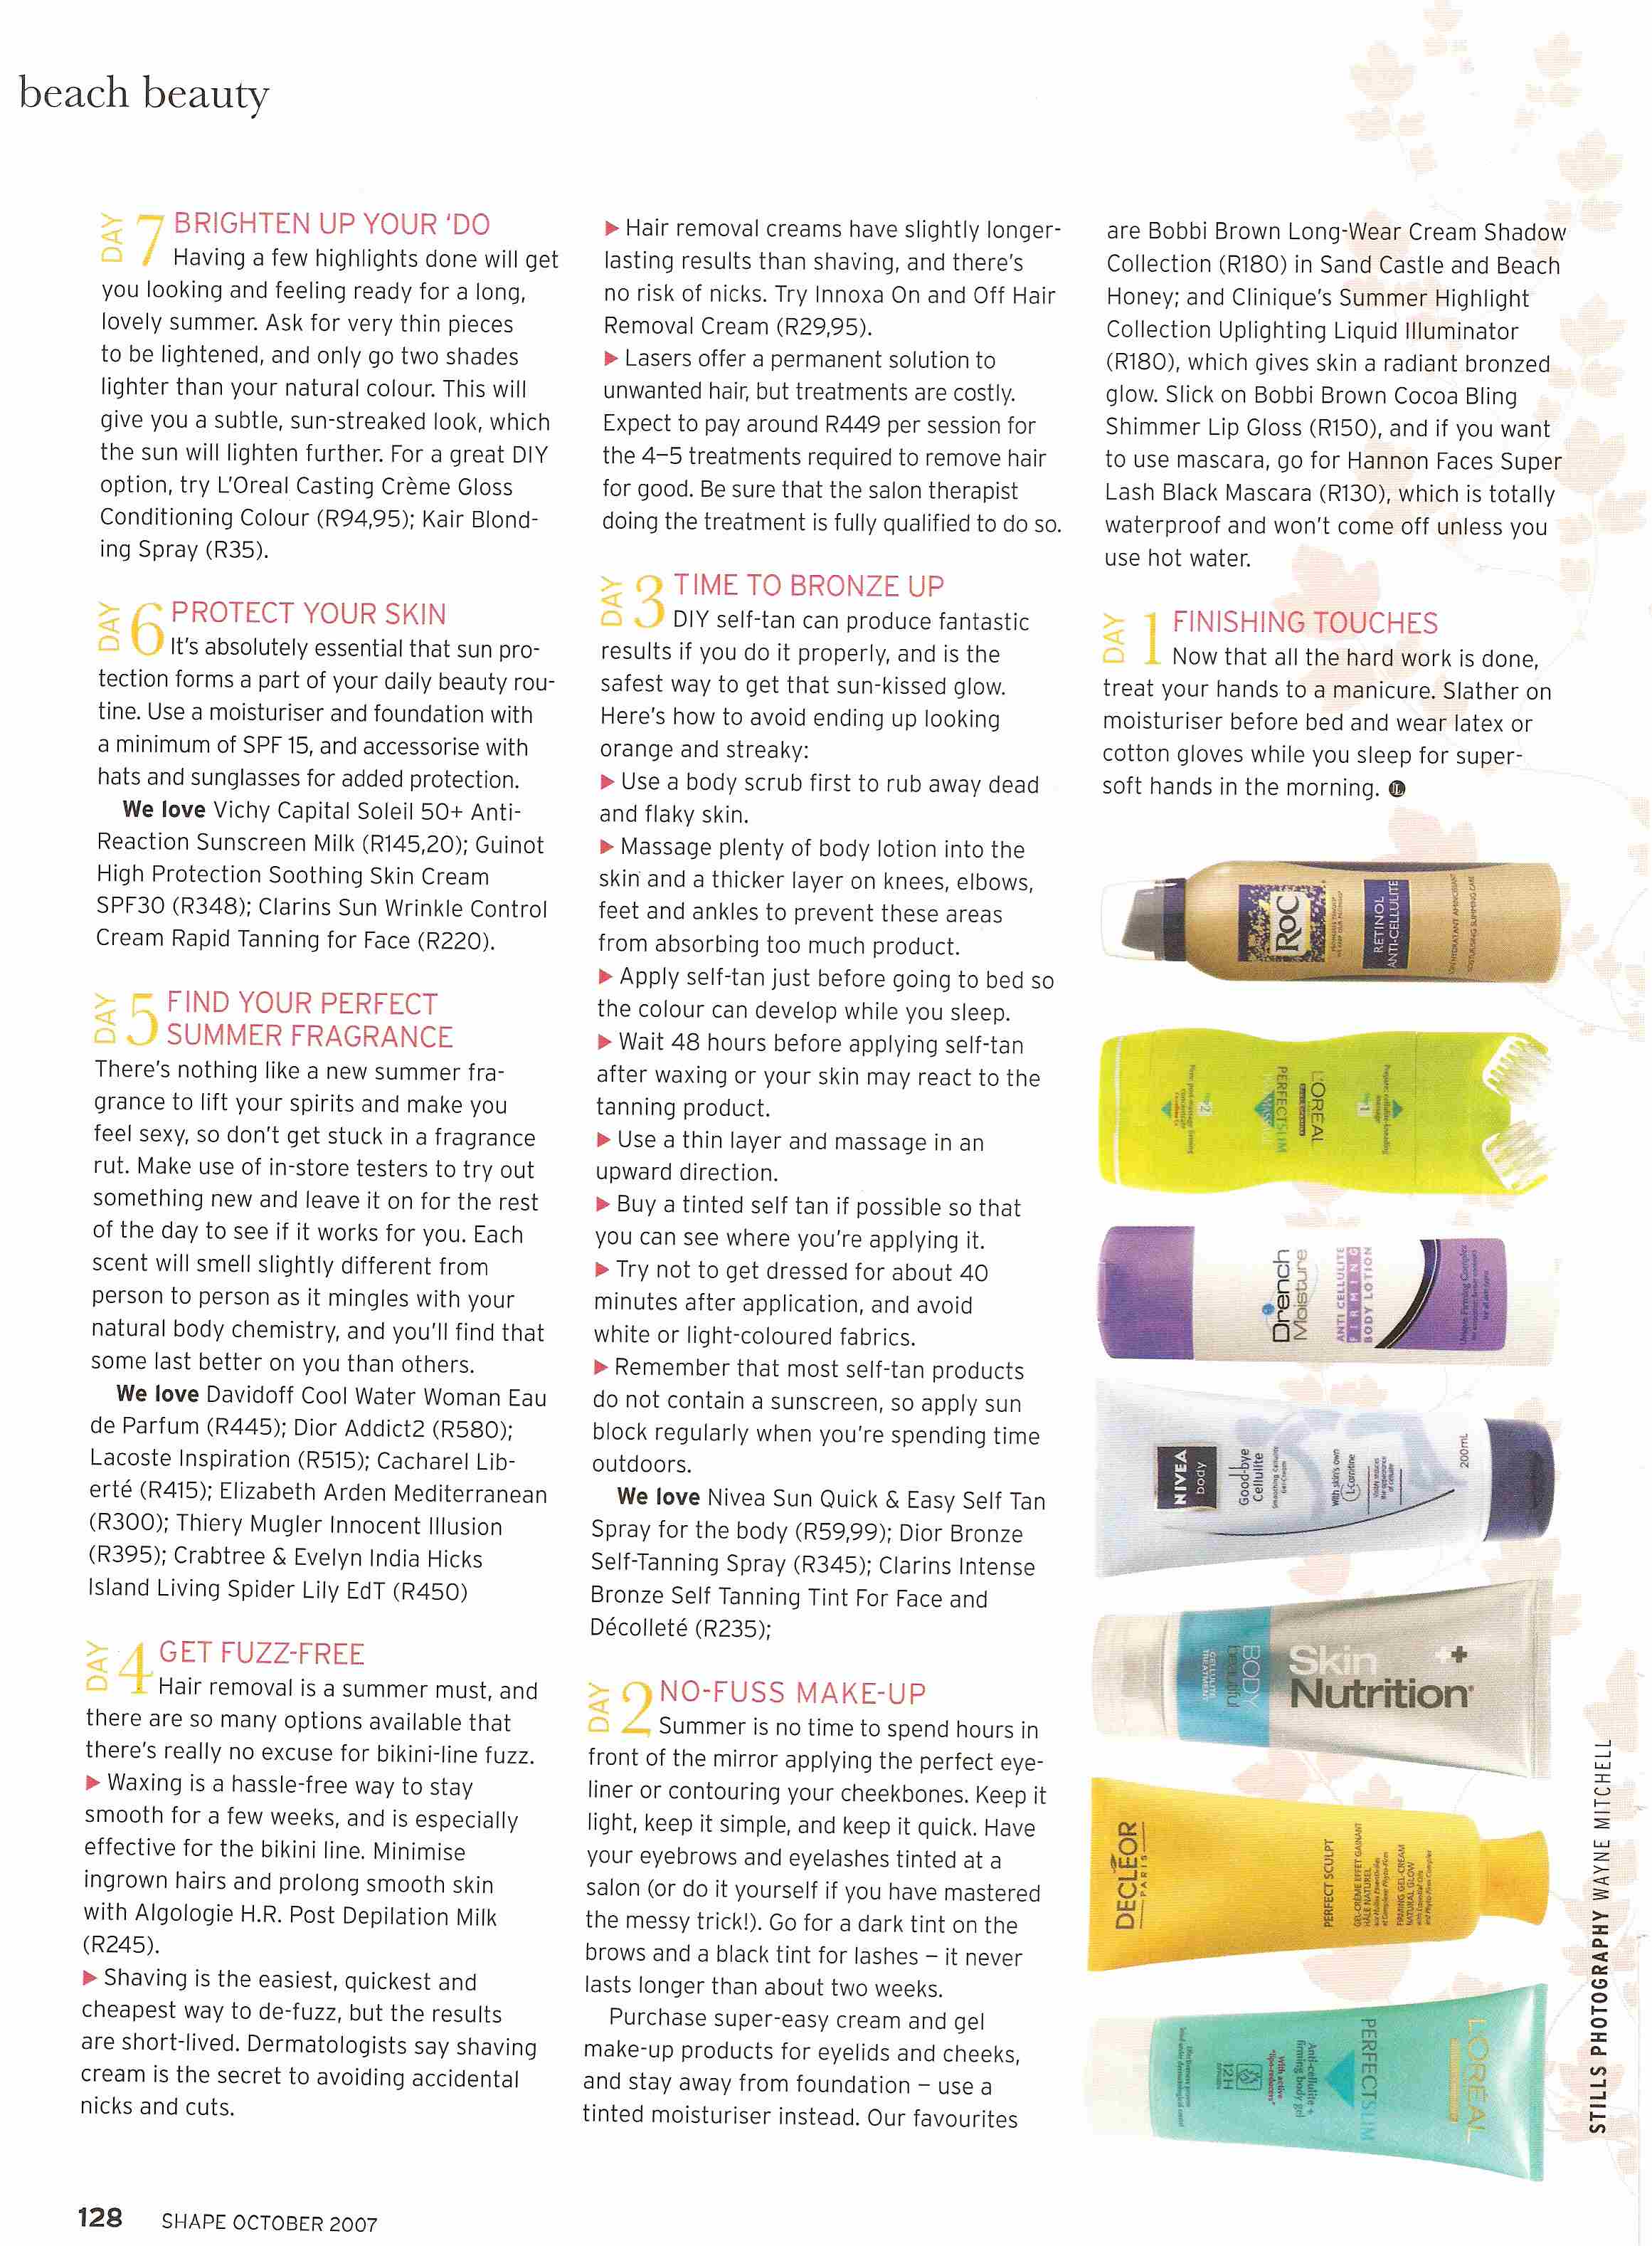 beach beauty
DAY 7 BRIGHTEN UP YOUR 'DO
Having a few highlights done will get
you looking and feeling ready for a long,
lovely summer. Ask for very thin pieces
to be lightened, and only go two shades
lighter than your natural colour. This will
give you a subtle, sun-streaked look, which
the sun will lighten further. For a great DIY
option, try L'Oreal Casting Crème Gloss
Conditioning Colour (R94,95); Kair Blond-
ing Spray (R35).
DAY 6 PROTECT YOUR SKIN
It's absolutely essential that sun pro-
tection forms a part of your daily beauty rou-
tine. Use a moisturiser and foundation with
a minimum of SPF 15, and accessorise with
hats and sunglasses for added protection.
We love Vichy Capital Soleil 50+ Anti-
Reaction Sunscreen Milk (R145,20); Guinot
High Protection Soothing Skin Cream
SPF30 (R348); Clarins Sun Wrinkle Control
Cream Rapid Tanning for Face (R220).
DAY 5 FIND YOUR PERFECT
SUMMER FRAGRANCE
There's nothing like a new summer fra-
grance to lift your spirits and make you
feel sexy, so don't get stuck in a fragrance
rut. Make use of in-store testers to try out
something new and leave it on for the rest
of the day to see if it works for you. Each
scent will smell slightly different from
person to person as it mingles with your
natural body chemistry, and you'll find that
some last better on you than others.
We love Davidoff Cool Water Woman Eau
de Parfum (R445); Dior Addict2 (R580);
Lacoste Inspiration (R515); Cacharel Lib-
erté (R415); Elizabeth Arden Mediterranean
(R300); Thiery Mugler Innocent Illusion
(R395); Crabtree & Evelyn India Hicks
Island Living Spider Lily EdT (R450)
DAY 4 GET FUZZ-FREE
Hair removal is a summer must, and
there are so many options available that
there's really no excuse for bikini-line fuzz.
▶ Waxing is a hassle-free way to stay
smooth for a few weeks, and is especially
effective for the bikini line. Minimise
ingrown hairs and prolong smooth skin
with Algologie H.R. Post Depilation Milk
(R245).
▶ Shaving is the easiest, quickest and
cheapest way to de-fuzz, but the results
are short-lived. Dermatologists say shaving
cream is the secret to avoiding accidental
nicks and cuts.
▶ Hair removal creams have slightly longer-
lasting results than shaving, and there's
no risk of nicks. Try Innoxa On and Off Hair
Removal Cream (R29,95).
▶ Lasers offer a permanent solution to
unwanted hair, but treatments are costly.
Expect to pay around R449 per session for
the 4–5 treatments required to remove hair
for good. Be sure that the salon therapist
doing the treatment is fully qualified to do so.
DAY 3 TIME TO BRONZE UP
DIY self-tan can produce fantastic
results if you do it properly, and is the
safest way to get that sun-kissed glow.
Here's how to avoid ending up looking
orange and streaky:
▶ Use a body scrub first to rub away dead
and flaky skin.
▶ Massage plenty of body lotion into the
skin and a thicker layer on knees, elbows,
feet and ankles to prevent these areas
from absorbing too much product.
▶ Apply self-tan just before going to bed so
the colour can develop while you sleep.
▶ Wait 48 hours before applying self-tan
after waxing or your skin may react to the
tanning product.
▶ Use a thin layer and massage in an
upward direction.
▶ Buy a tinted self tan if possible so that
you can see where you're applying it.
▶ Try not to get dressed for about 40
minutes after application, and avoid
white or light-coloured fabrics.
▶ Remember that most self-tan products
do not contain a sunscreen, so apply sun
block regularly when you're spending time
outdoors.
We love Nivea Sun Quick & Easy Self Tan
Spray for the body (R59,99); Dior Bronze
Self-Tanning Spray (R345); Clarins Intense
Bronze Self Tanning Tint For Face and
Décolleté (R235);
DAY 2 NO-FUSS MAKE-UP
Summer is no time to spend hours in
front of the mirror applying the perfect eye-
liner or contouring your cheekbones. Keep it
light, keep it simple, and keep it quick. Have
your eyebrows and eyelashes tinted at a
salon (or do it yourself if you have mastered
the messy trick!). Go for a dark tint on the
brows and a black tint for lashes – it never
lasts longer than about two weeks.
Purchase super-easy cream and gel
make-up products for eyelids and cheeks,
and stay away from foundation – use a
tinted moisturiser instead. Our favourites
are Bobbi Brown Long-Wear Cream Shadow
Collection (R180) in Sand Castle and Beach
Honey; and Clinique's Summer Highlight
Collection Uplighting Liquid Illuminator
(R180), which gives skin a radiant bronzed
glow. Slick on Bobbi Brown Cocoa Bling
Shimmer Lip Gloss (R150), and if you want
to use mascara, go for Hannon Faces Super
Lash Black Mascara (R130), which is totally
waterproof and won't come off unless you
use hot water.
DAY 1 FINISHING TOUCHES
Now that all the hard work is done,
treat your hands to a manicure. Slather on
moisturiser before bed and wear latex or
cotton gloves while you sleep for super-
soft hands in the morning.
RoC
RETINOL
ANTI-CELLULITE
L'OREAL
PERFECTSLIM
Drench
Moisture
ANTI CELLULITE
FIRMING
BODY LOTION
NIVEA
body
Good-bye
Cellulite
With skin's own
L-carnitine
200mL
Skin
Nutrition
BODY
beautiful
CELLULITE
TREATMENT
DECLÉOR
PARIS
PERFECT SCULPT
GEL-CRÈME EFFET GAINANT
HÂLE NATUREL
FIRMING GEL-CREAM
NATURAL GLOW
L'OREAL
PERFECTSLIM
Anti-cellulite +
firming body gel
12H
STILLS PHOTOGRAPHY WAYNE MITCHELL
128 SHAPE OCTOBER 2007